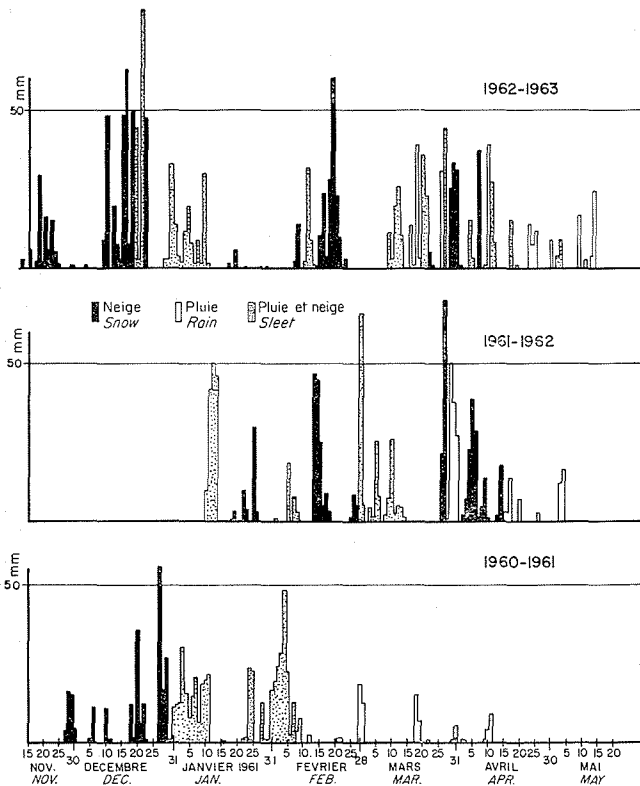 mm
50
1962-1963
Neige
Snow
Pluie
Rain
Pluie et neige
Sleet
mm
1961-1962
50
mm
1960-1961
50
15 20 25 30 5 10 15 20 25 31 5 10 15 20 25 31 5 10 15 20 25 28 5 10 15 20 25 31 5 10 15 20 25 30 5 10 15 20
NOV. DECEMBRE JANVIER 1961 FEVRIER MARS AVRIL MAI
NOV. DEC. JAN. FEB. MAR. APR. MAY